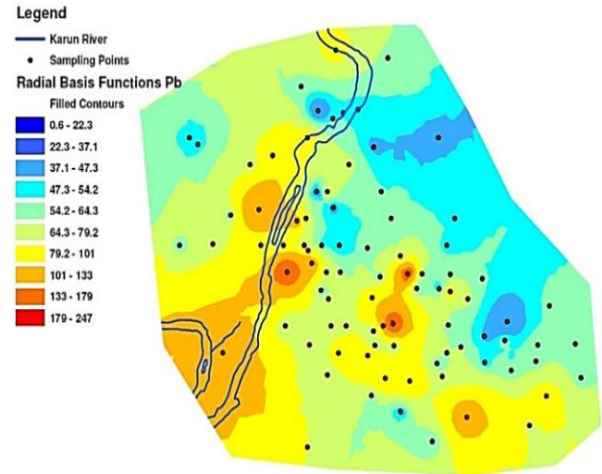 Legend
Karun River
Sampling Points
Radial Basis Functions Pb
Filled Contours
0.6 - 22.3
22.3 - 37.1
37.1 - 47.3
47.3 - 54.2
54.2 - 64.3
64.3 - 79.2
79.2 - 101
101 - 133
133 - 179
179 - 247